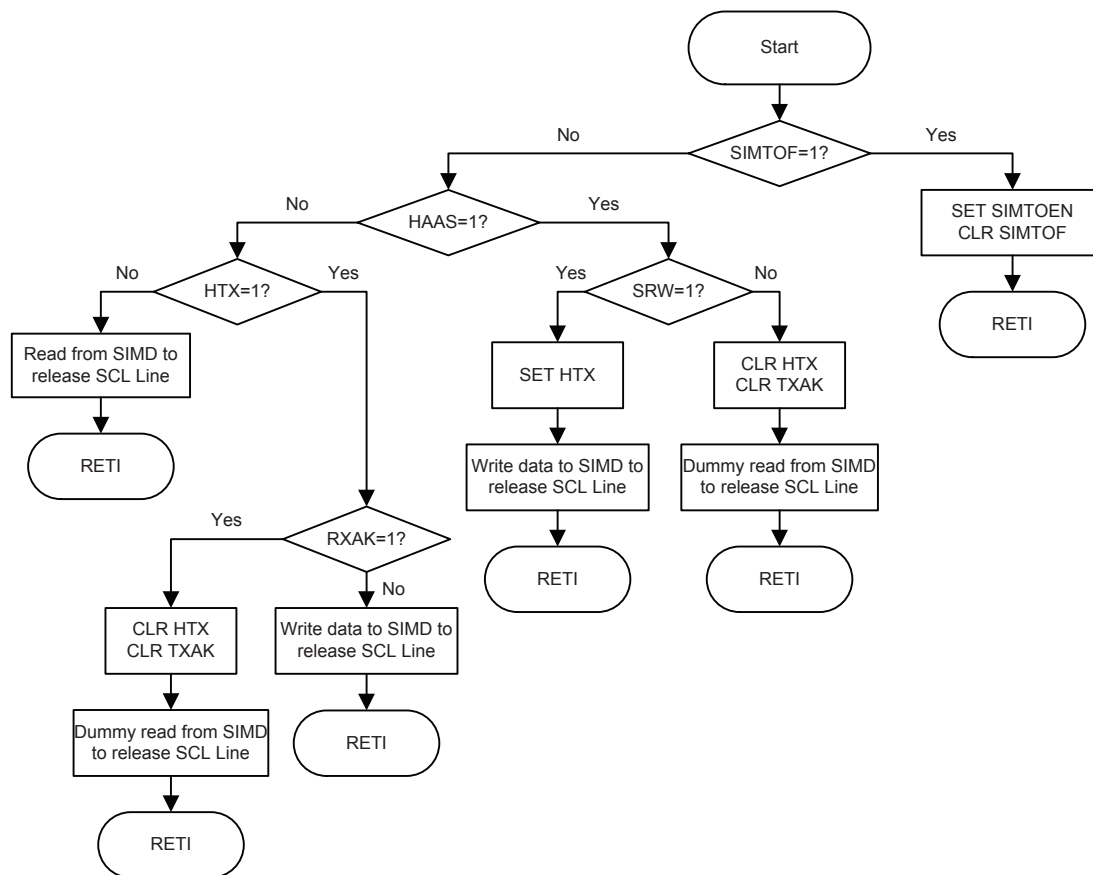 Start
No
Yes
SIMTOF=1?
No
Yes
HAAS=1?
SET SIMTOEN
CLR SIMTOF
No
Yes
HTX=1?
Yes
No
SRW=1?
RETI
Read from SIMD to
release SCL Line
SET HTX
CLR HTX
CLR TXAK
RETI
Write data to SIMD to
release SCL Line
Dummy read from SIMD
to release SCL Line
Yes
RXAK=1?
No
RETI
RETI
CLR HTX
CLR TXAK
Write data to SIMD to
release SCL Line
Dummy read from SIMD
to release SCL Line
RETI
RETI